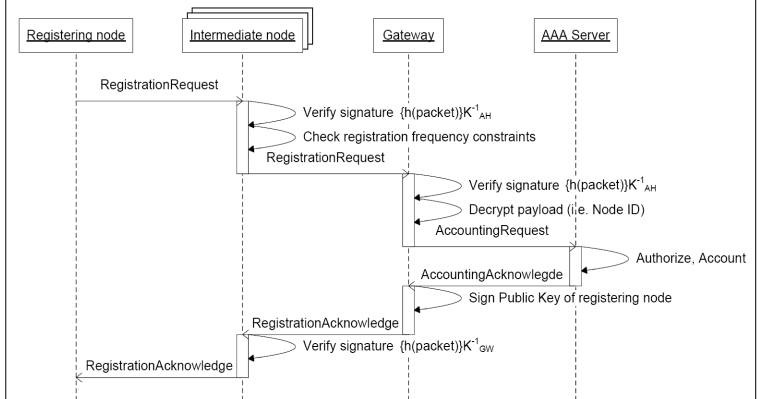 Registering node
Intermediate node
Gateway
AAA Server
RegistrationRequest
Verify signature {h(packet)}K⁻¹AH
Check registration frequency constraints
RegistrationRequest
Verify signature {h(packet)}K⁻¹AH
Decrypt payload (i.e. Node ID)
AccountingRequest
Authorize, Account
AccountingAcknowlegde
Sign Public Key of registering node
RegistrationAcknowledge
Verify signature {h(packet)}K⁻¹GW
RegistrationAcknowledge